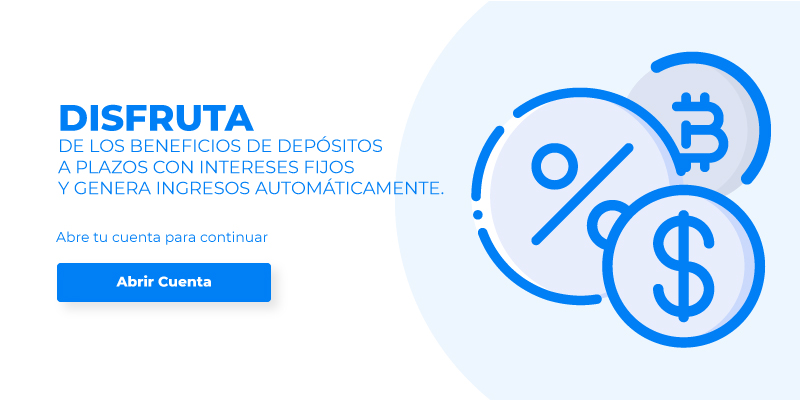 DISFRUTA
DE LOS BENEFICIOS DE DEPÓSITOS
A PLAZOS CON INTERESES FIJOS
Y GENERA INGRESOS AUTOMÁTICAMENTE.
Abre tu cuenta para continuar
Abrir Cuenta